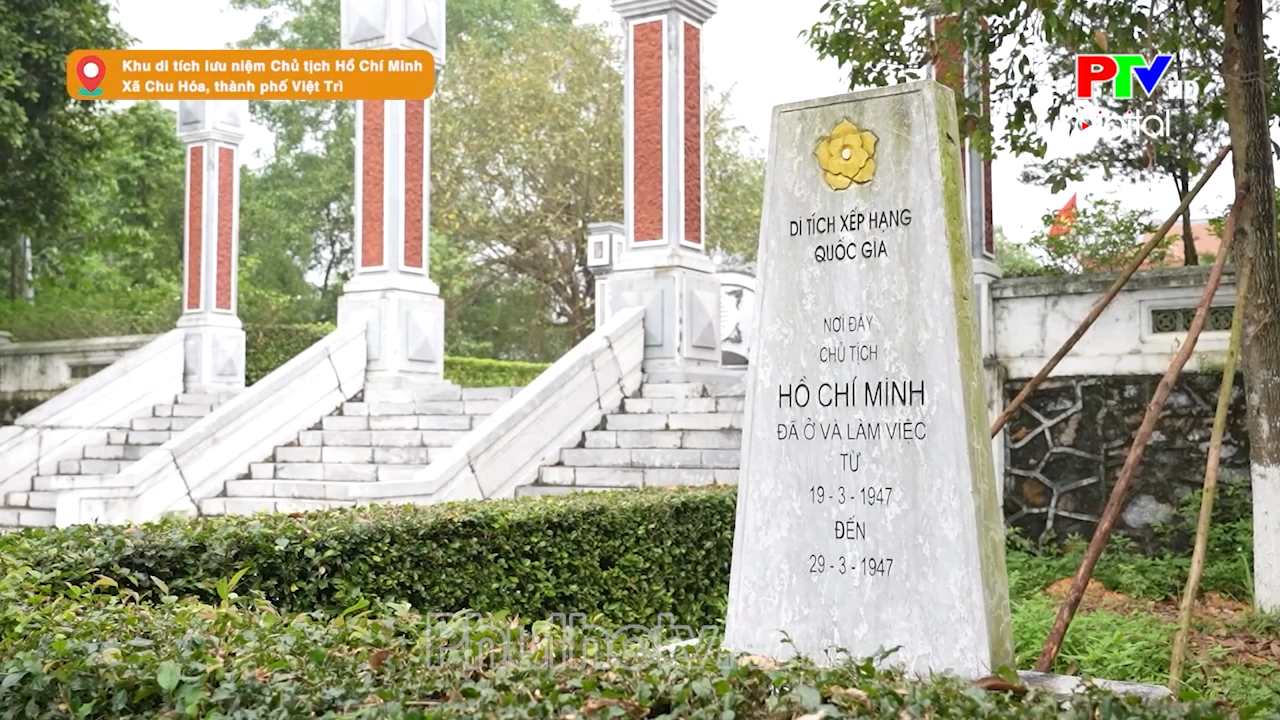 Khu di tích lưu niệm Chủ tịch Hồ Chí Minh
Xã Chu Hóa, thành phố Việt Trì
PTV HD
DI TÍCH XẾP HẠNG
QUỐC GIA
NƠI ĐÂY
CHỦ TỊCH
HỒ CHÍ MINH
ĐÃ Ở VÀ LÀM VIỆC
TỪ
19 - 3 - 1947
ĐẾN
29 - 3 - 1947